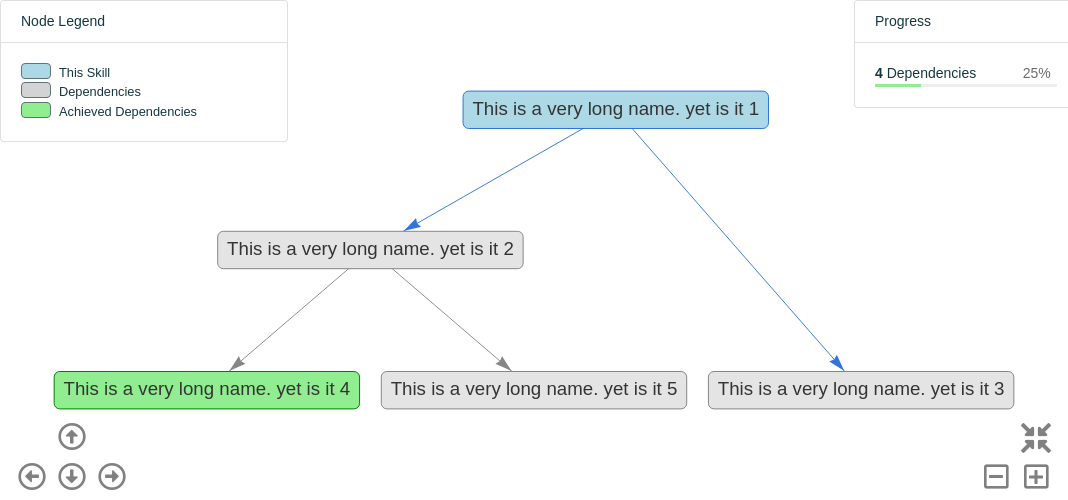 Node Legend
This Skill
Dependencies
Achieved Dependencies
Progress
4 Dependencies 25%
This is a very long name. yet is it 1
This is a very long name. yet is it 2
This is a very long name. yet is it 4
This is a very long name. yet is it 5
This is a very long name. yet is it 3